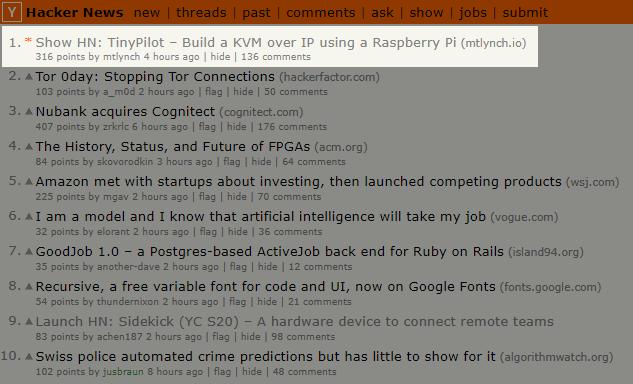 Y Hacker News new | threads | past | comments | ask | show | jobs | submit
1. * Show HN: TinyPilot – Build a KVM over IP using a Raspberry Pi (mtlynch.io)
316 points by mtlynch 4 hours ago | hide | 136 comments
2. Tor 0day: Stopping Tor Connections (hackerfactor.com)
103 points by a_m0d 2 hours ago | flag | hide | 50 comments
3. Nubank acquires Cognitect (cognitect.com)
407 points by zrkrlc 6 hours ago | flag | hide | 176 comments
4. The History, Status, and Future of FPGAs (acm.org)
84 points by skovorodkin 3 hours ago | flag | hide | 64 comments
5. Amazon met with startups about investing, then launched competing products (wsj.com)
225 points by mgav 2 hours ago | flag | hide | 70 comments
6. I am a model and I know that artificial intelligence will take my job (vogue.com)
32 points by elorant 2 hours ago | flag | hide | 36 comments
7. GoodJob 1.0 – a Postgres-based ActiveJob back end for Ruby on Rails (island94.org)
35 points by another-dave 2 hours ago | flag | hide | 12 comments
8. Recursive, a free variable font for code and UI, now on Google Fonts (fonts.google.com)
54 points by thundernixon 2 hours ago | flag | hide | 21 comments
9. Launch HN: Sidekick (YC S20) – A hardware device to connect remote teams
83 points by achen187 2 hours ago | flag | hide | 98 comments
10. Swiss police automated crime predictions but has little to show for it (algorithmwatch.org)
102 points by jusbraun 8 hours ago | flag | hide | 48 comments